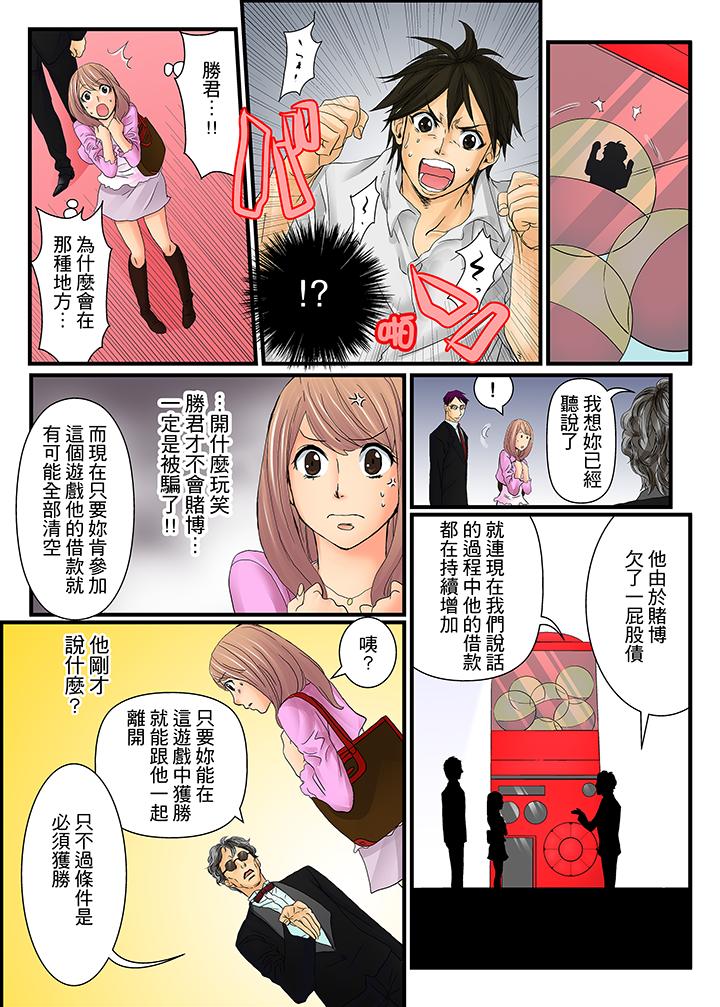 !?
叭
啪
勝君…!!
為什麼會在
那種地方…
我想妳已經
聽說了
!
…開什麼玩笑
勝君才不會賭博…
一定是被騙了!!
而現在只要妳肯參加
這個遊戲他的借款就
有可能全部清空
他由於賭博
欠了一屁股債
就連現在我們說話
的過程中他的借款
都在持續增加
咦?
他剛才
說什麼?
只要妳能在
這遊戲中獲勝
就能跟他一起
離開
只不過條件是
必須獲勝